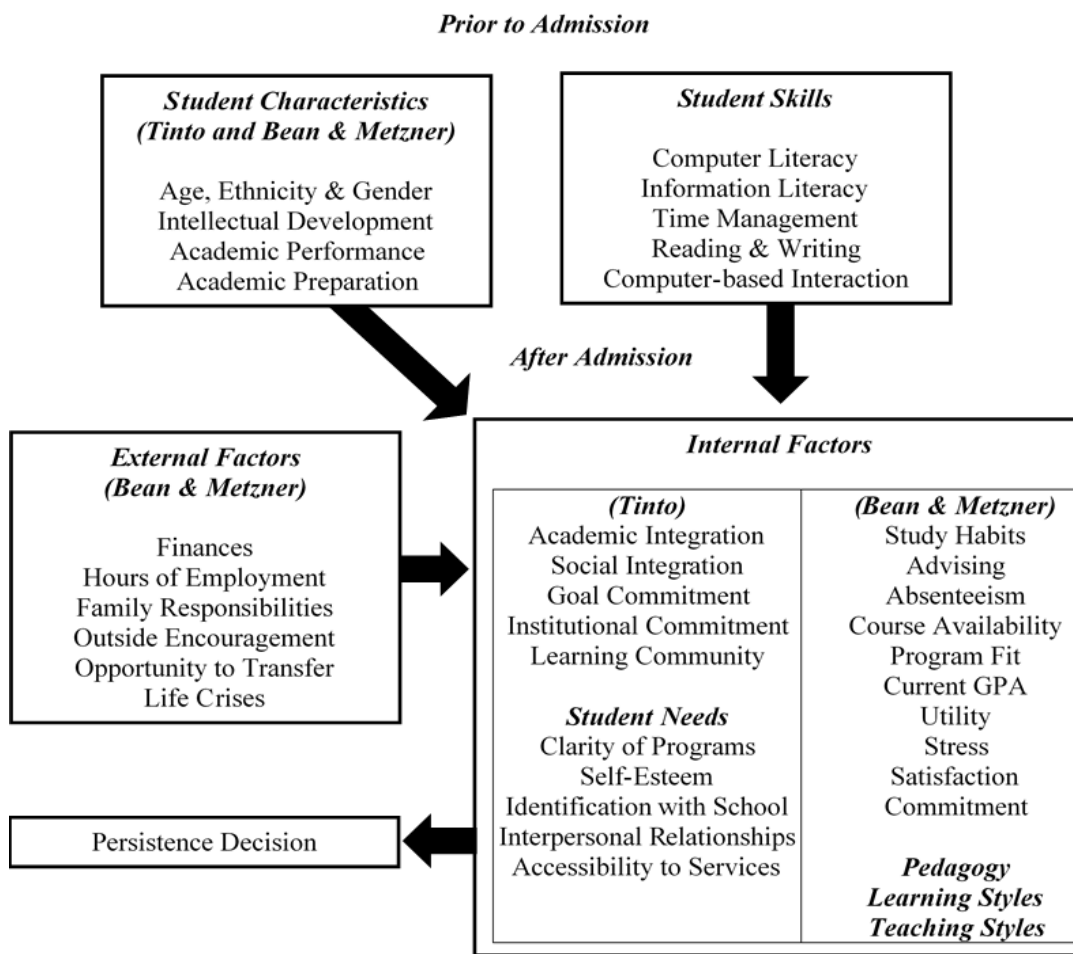 Prior to Admission
Student Characteristics
(Tinto and Bean & Metzner)
Age, Ethnicity & Gender
Intellectual Development
Academic Performance
Academic Preparation
Student Skills
Computer Literacy
Information Literacy
Time Management
Reading & Writing
Computer-based Interaction
After Admission
External Factors
(Bean & Metzner)
Finances
Hours of Employment
Family Responsibilities
Outside Encouragement
Opportunity to Transfer
Life Crises
Internal Factors
(Tinto)
Academic Integration
Social Integration
Goal Commitment
Institutional Commitment
Learning Community
Student Needs
Clarity of Programs
Self-Esteem
Identification with School
Interpersonal Relationships
Accessibility to Services
(Bean & Metzner)
Study Habits
Advising
Absenteeism
Course Availability
Program Fit
Current GPA
Utility
Stress
Satisfaction
Commitment
Pedagogy
Learning Styles
Teaching Styles
Persistence Decision